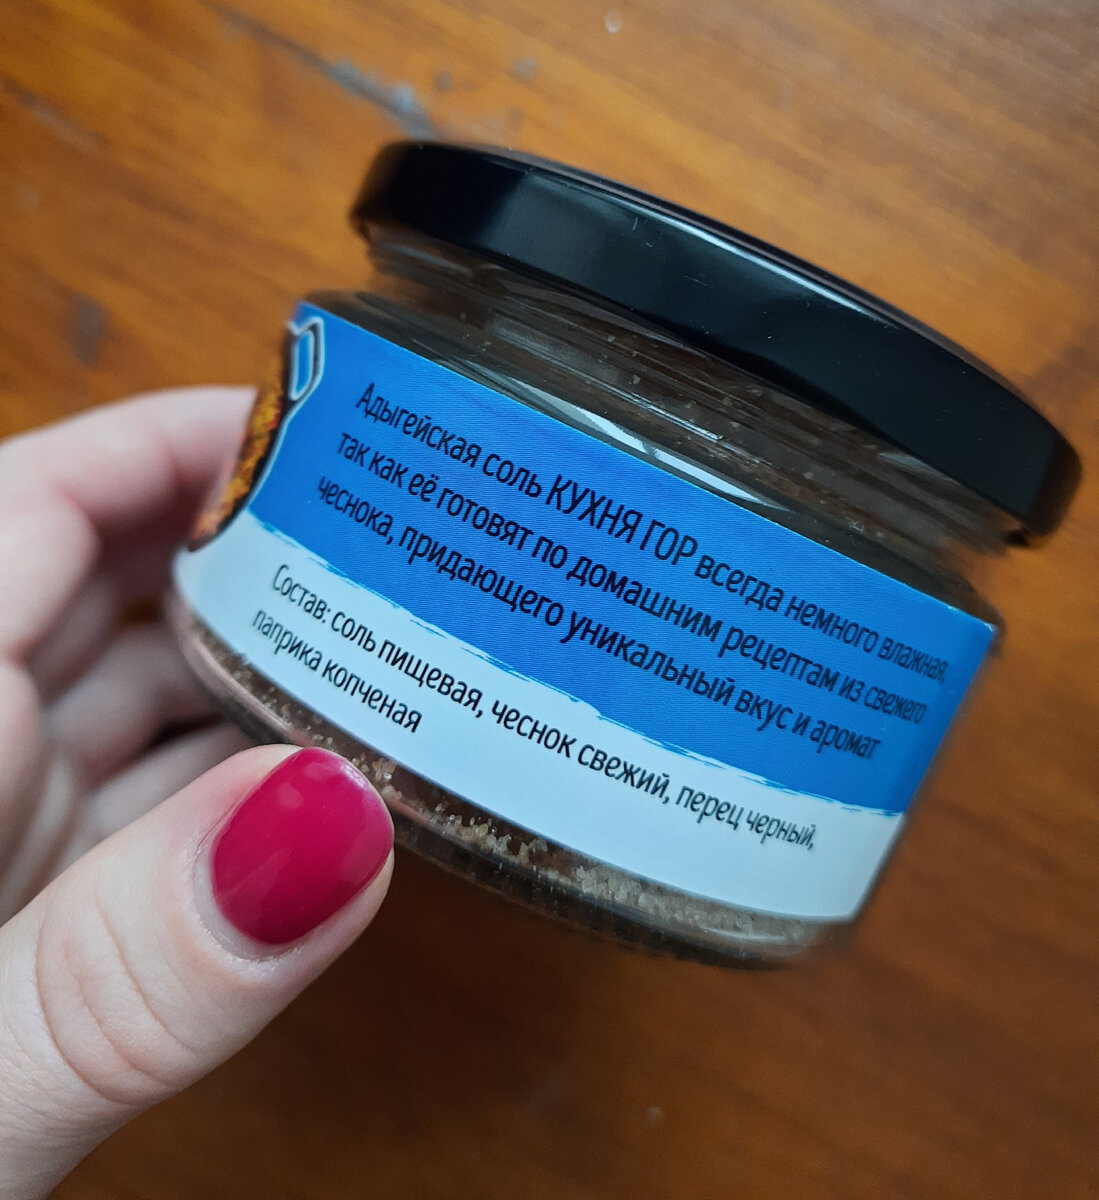 Адыгейская соль КУХНЯ ГОР всегда немного влажная,
так как её готовят по домашним рецептам из свежего
чеснока, придающего уникальный вкус и аромат
Состав: соль пищевая, чеснок свежий, перец черный,
паприка копченая